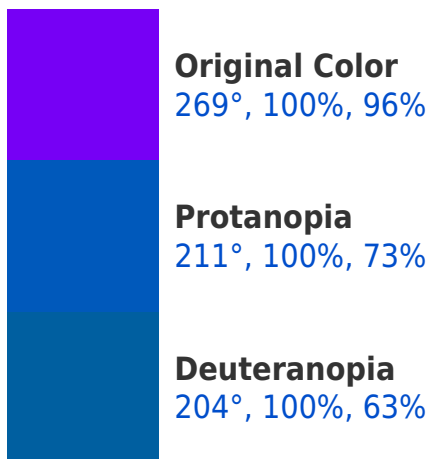 Original Color
269°, 100%, 96%
Protanopia
211°, 100%, 73%
Deuteranopia
204°, 100%, 63%